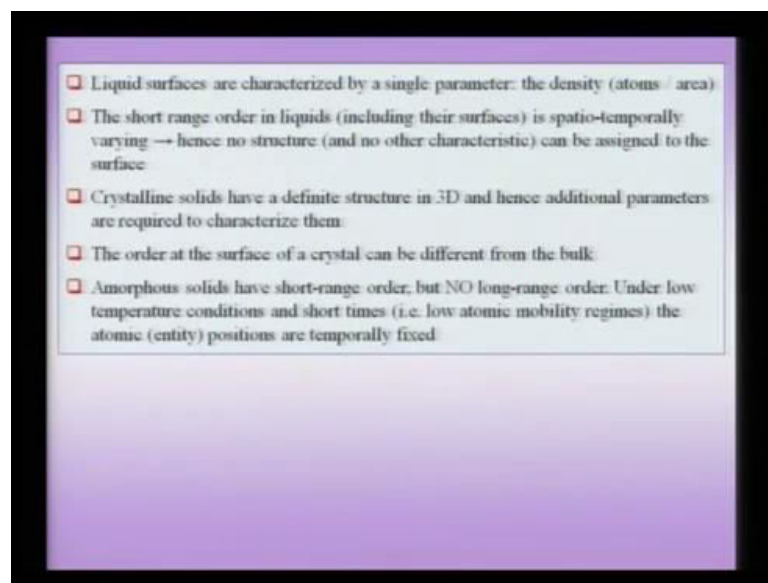 Liquid surfaces are characterized by a single parameter: the density (atoms / area)
The short range order in liquids (including their surfaces) is spatio-temporally
varying → hence no structure (and no other characteristic) can be assigned to the
surface
Crystalline solids have a definite structure in 3D and hence additional parameters
are required to characterize them
The order at the surface of a crystal can be different from the bulk
Amorphous solids have short-range order, but NO long-range order. Under low
temperature conditions and short times (i.e. low atomic mobility regimes) the
atomic (entity) positions are temporally fixed